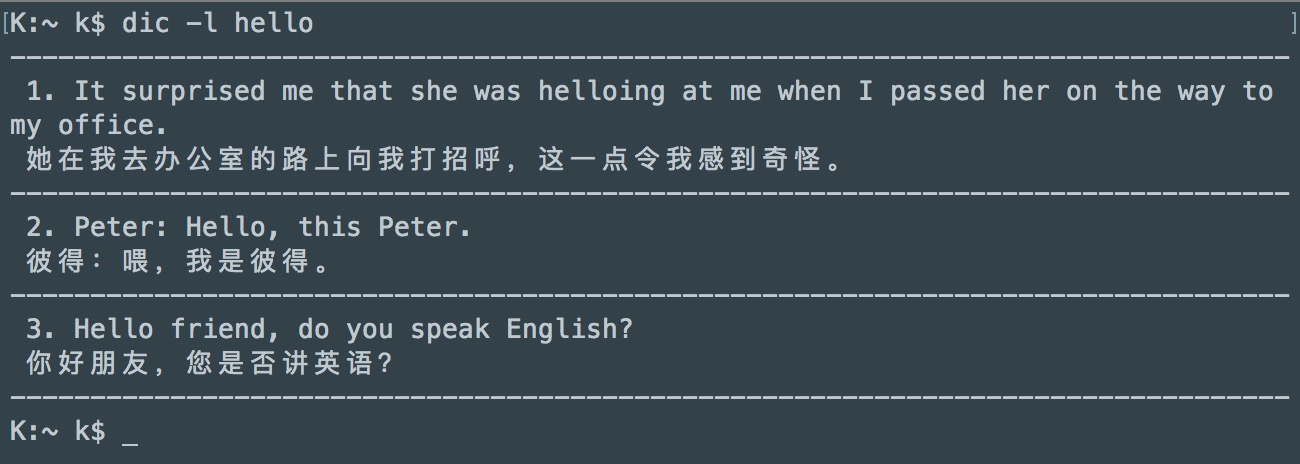 [K:~ k$ dic -l hello ]
--------------------------------------------------------------------------------
1. It surprised me that she was helloing at me when I passed her on the way to
my office.
她在我去办公室的路上向我打招呼，这一点令我感到奇怪。
--------------------------------------------------------------------------------
2. Peter: Hello, this Peter.
彼得：喂，我是彼得。
--------------------------------------------------------------------------------
3. Hello friend, do you speak English?
你好朋友，您是否讲英语?
--------------------------------------------------------------------------------
K:~ k$ _